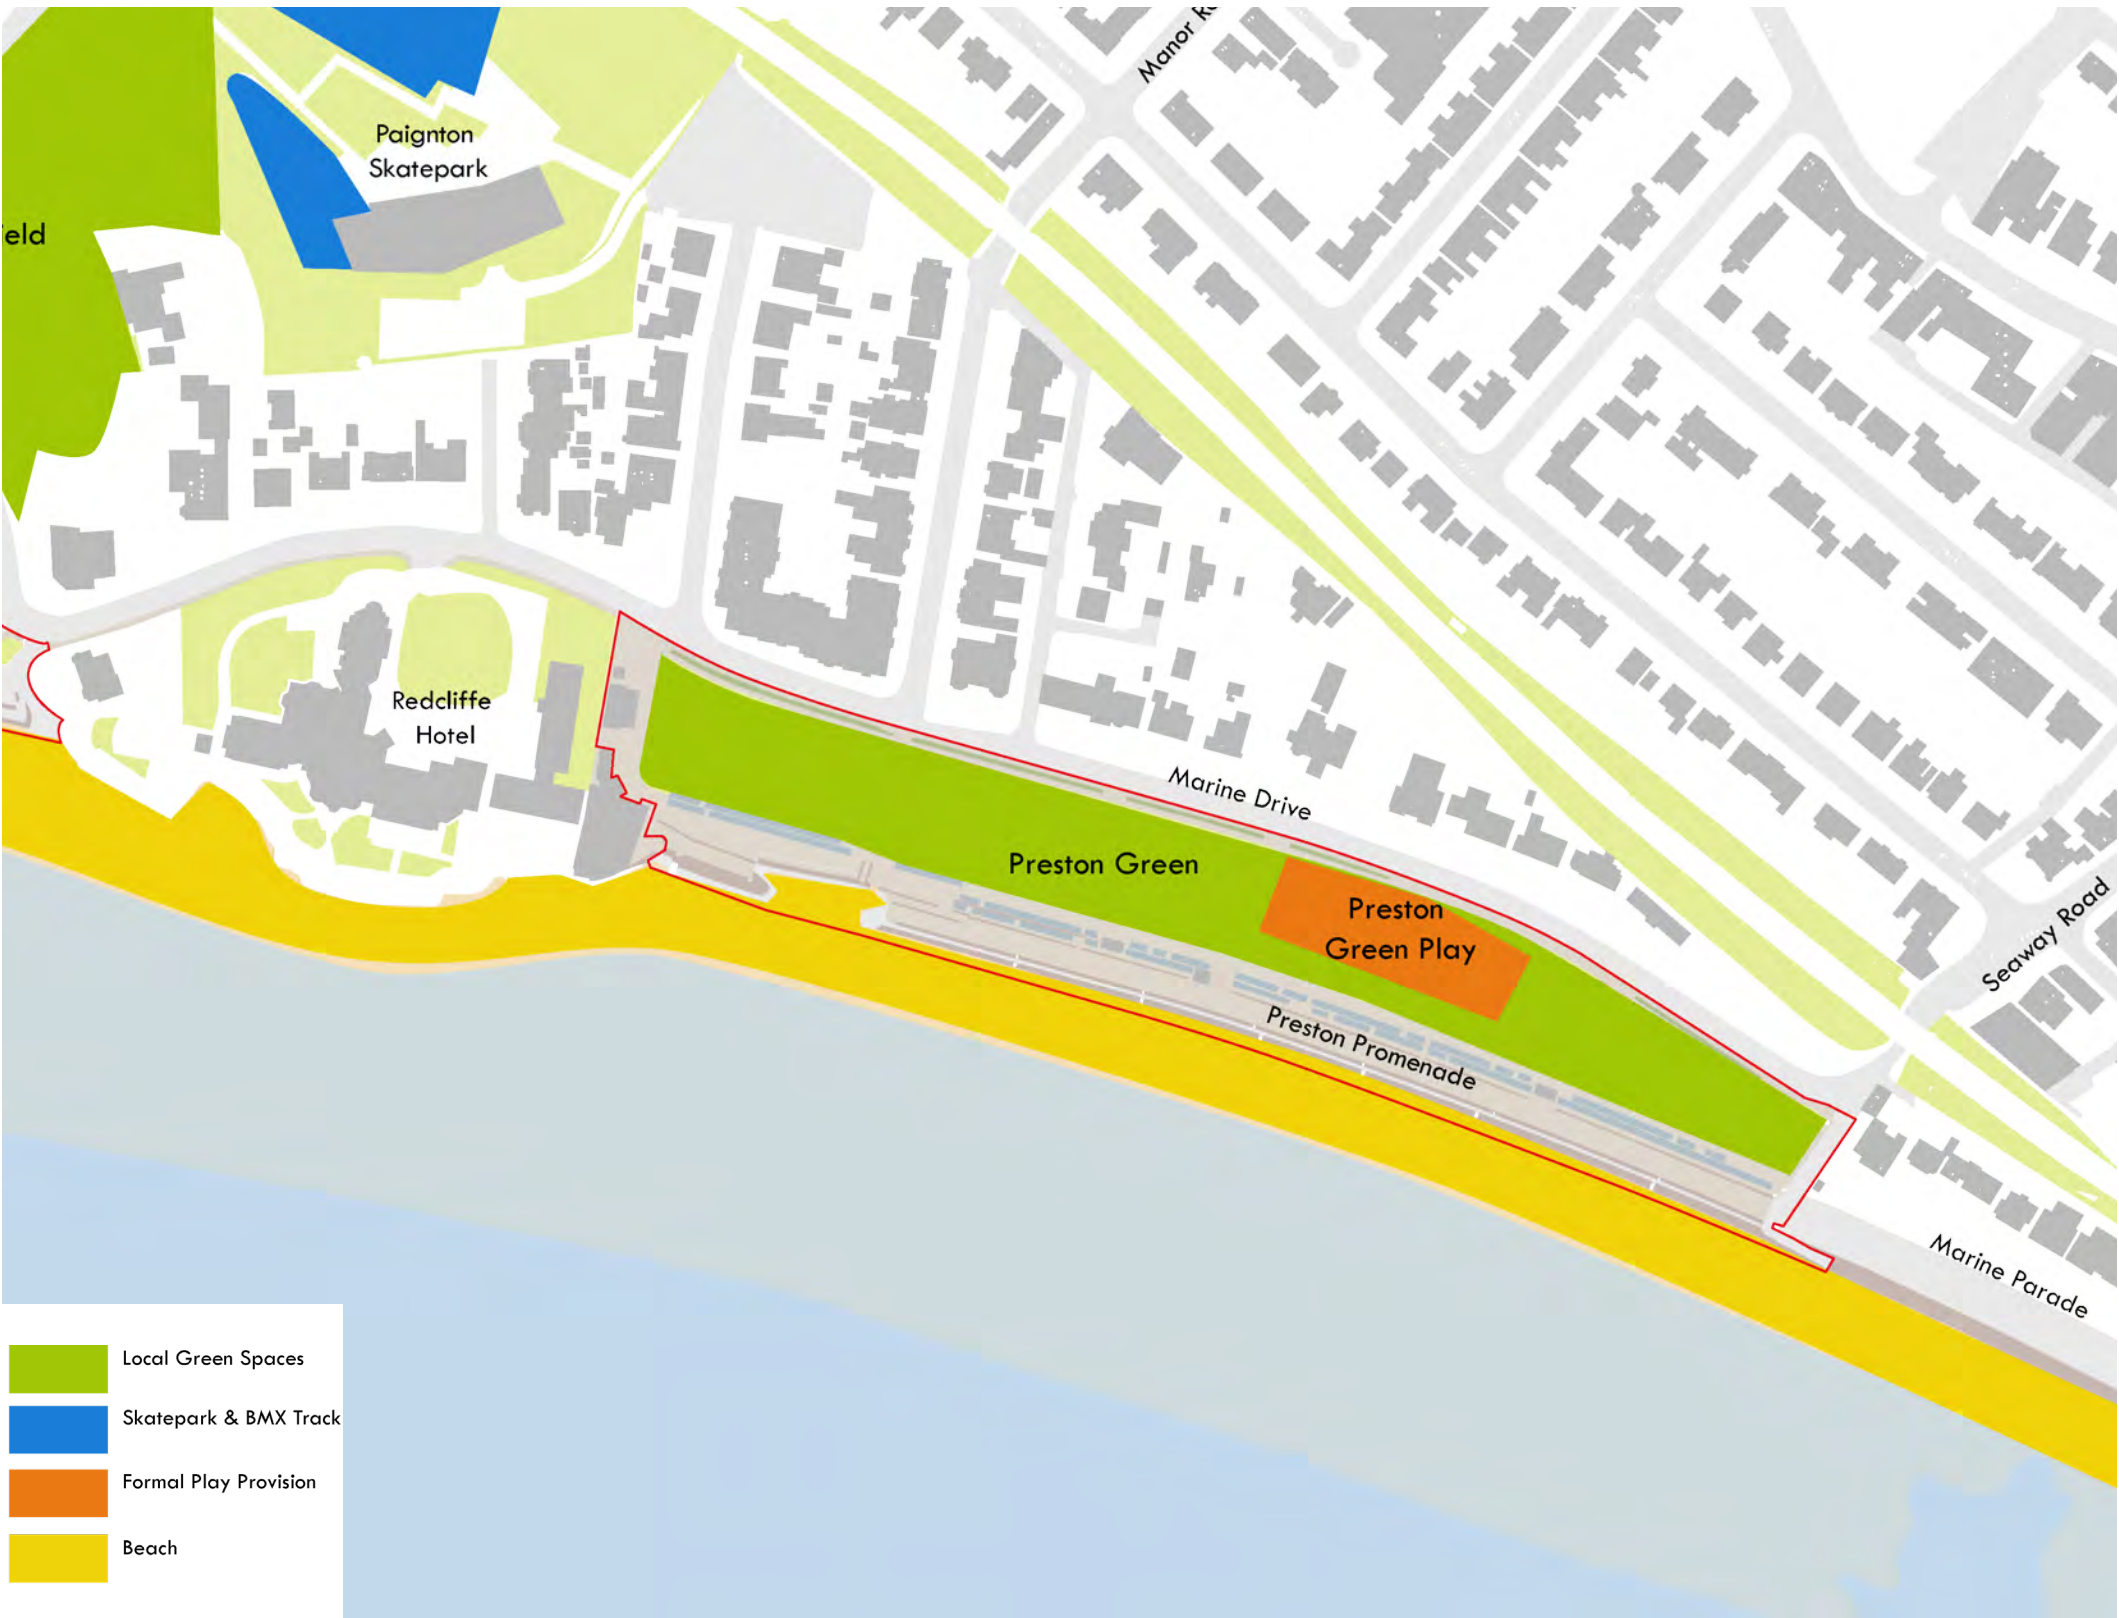 Manor
Paignton
Skatepark
eld
Redcliffe
Hotel
Marine Drive
Preston Green
Preston
Green Play
Preston Promenade
Seaway Road
Marine Parade
Local Green Spaces
Skatepark & BMX Track
Formal Play Provision
Beach